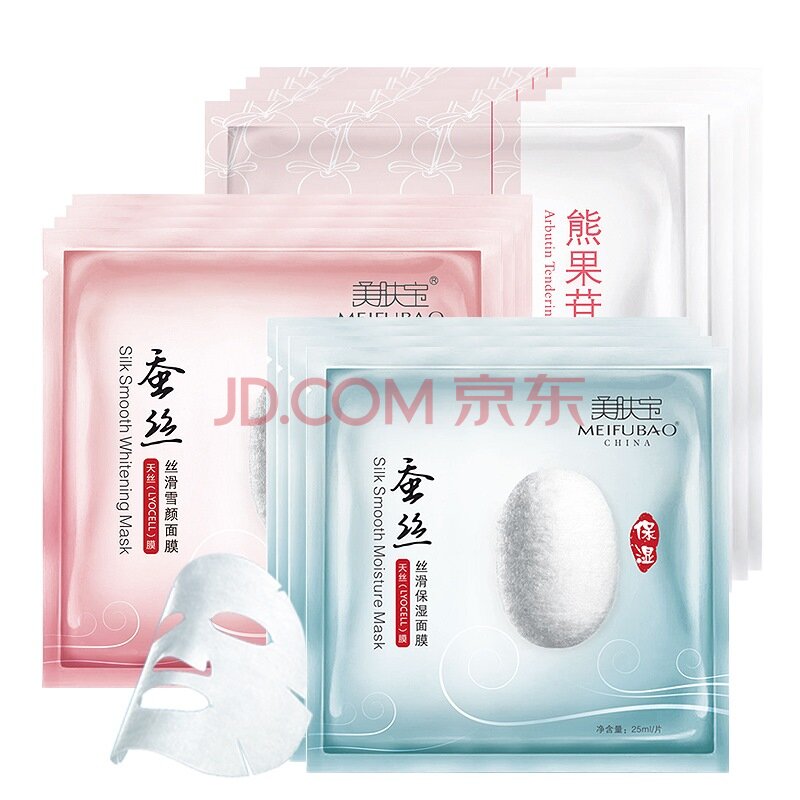 熊果苷
Arbutin Tenderin
美肤宝®
MEIFUBAO
蚕丝
Silk Smooth Whitening Mask
丝滑雪颜面膜
天丝(LYOCELL)膜
JD.COM 京东
美肤宝
MEIFUBAO®
CHINA
蚕丝
Silk Smooth Moisture Mask
丝滑保湿面膜
天丝(LYOCELL)膜
保湿
净含量：25ml/片